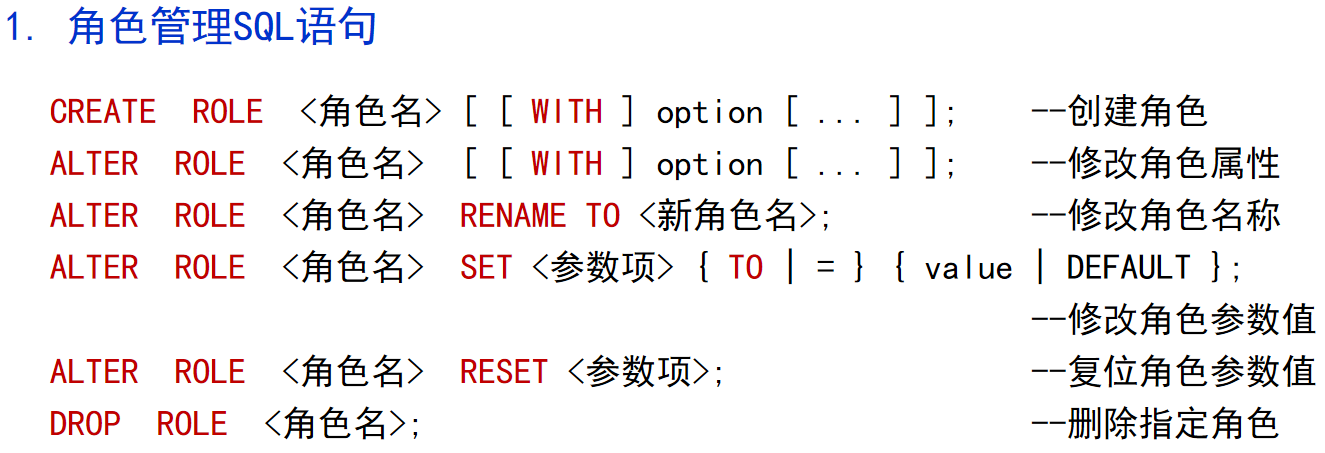 1. 角色管理SQL语句
CREATE ROLE <角色名> [ [ WITH ] option [ ... ] ]; --创建角色
ALTER ROLE <角色名> [ [ WITH ] option [ ... ] ]; --修改角色属性
ALTER ROLE <角色名> RENAME TO <新角色名>; --修改角色名称
ALTER ROLE <角色名> SET <参数项> { TO | = } { value | DEFAULT };
--修改角色参数值
ALTER ROLE <角色名> RESET <参数项>; --复位角色参数值
DROP ROLE <角色名>; --删除指定角色